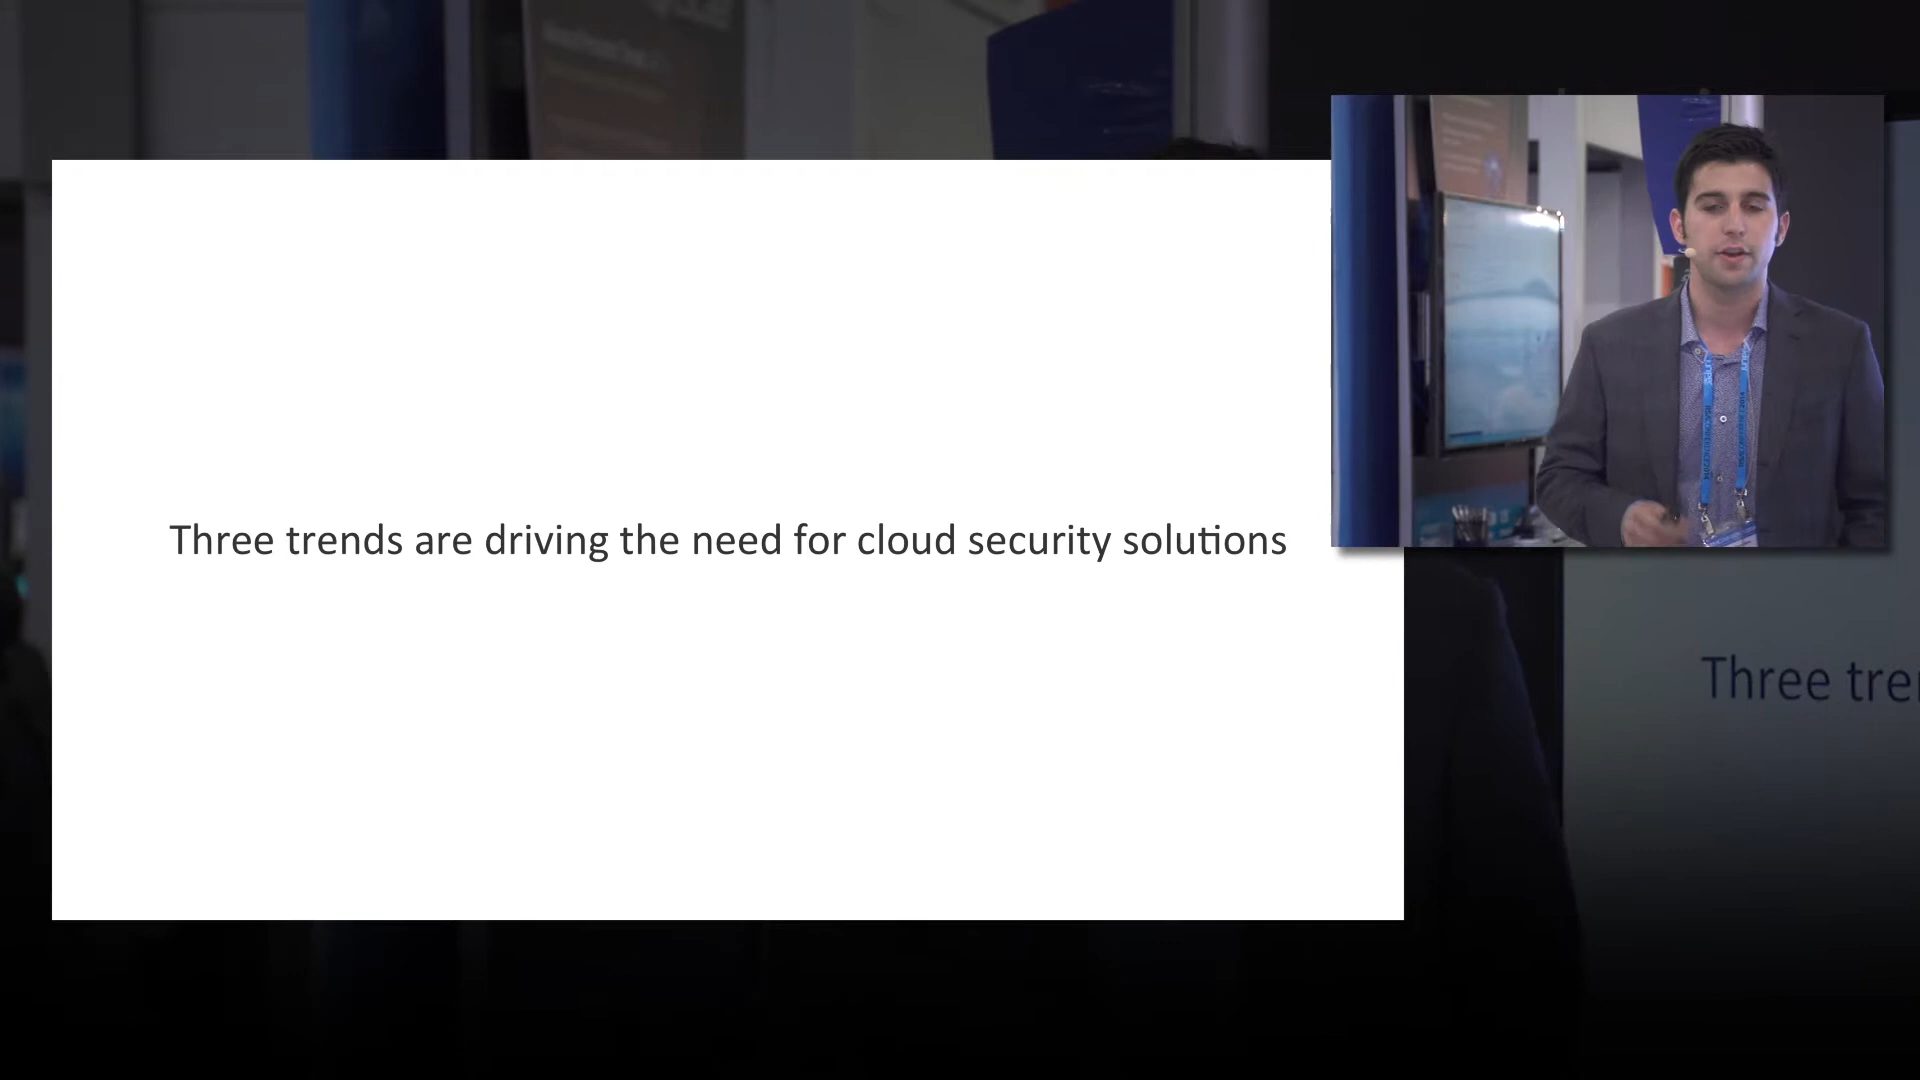 Three trends are driving the need for cloud security solutions
Three tre